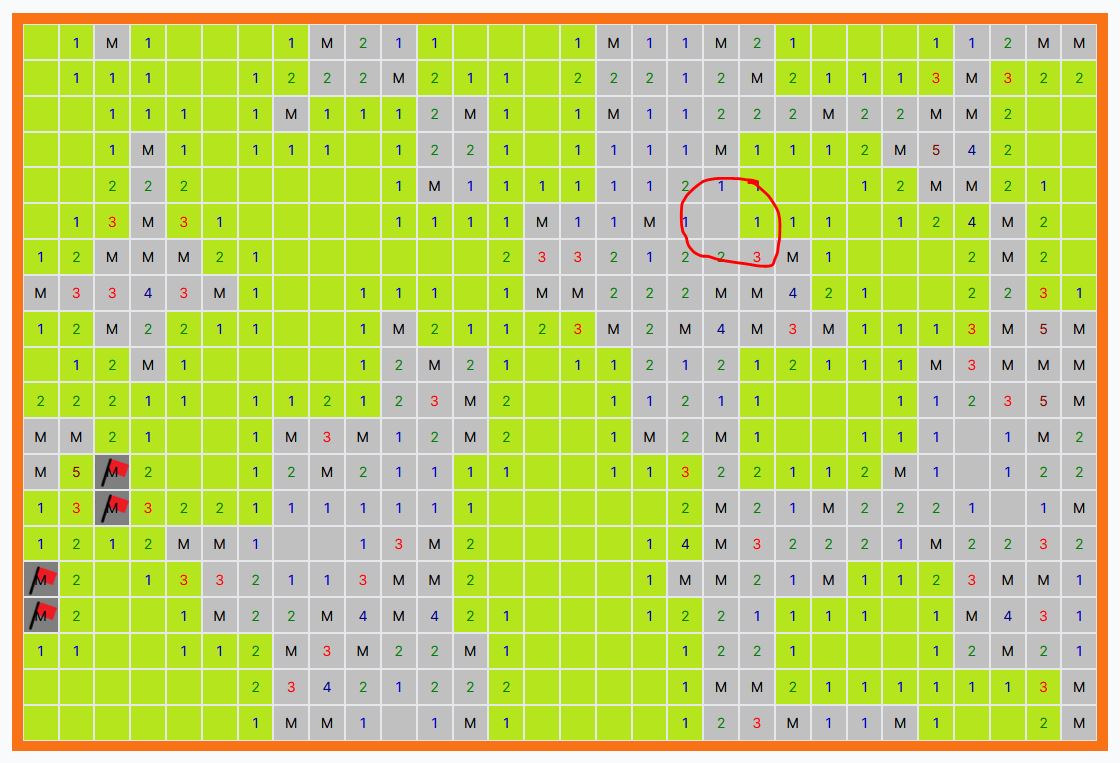 1 M 1 1 M 2 1 1 1 M 1 1 M 2 1 1 1 2 M M
1 1 1 1 2 2 2 M 2 1 1 2 2 2 1 2 M 2 1 1 1 3 M 3 2 2
1 1 1 1 M 1 1 1 2 M 1 1 M 1 1 2 2 2 M 2 2 M M 2
1 M 1 1 1 1 1 2 2 1 1 1 1 1 M 1 1 1 2 M 5 4 2
2 2 2 1 M 1 1 1 1 1 1 2 1 1 1 2 M M 2 1
1 3 M 3 1 1 1 1 1 M 1 1 M 1 1 1 1 1 2 4 M 2
1 2 M M M 2 1 2 3 3 2 1 2 2 3 M 1 2 M 2
M 3 3 4 3 M 1 1 1 1 1 M M 2 2 2 M M 4 2 1 2 2 3 1
1 2 M 2 2 1 1 1 M 2 1 1 2 3 M 2 M 4 M 3 M 1 1 1 3 M 5 M
1 2 M 1 1 2 M 2 1 1 1 2 1 2 1 2 1 1 1 M 3 M M M
2 2 2 1 1 1 1 2 1 2 3 M 2 1 1 2 1 1 1 1 2 3 5 M
M M 2 1 1 M 3 M 1 2 M 2 1 M 2 M 1 1 1 1 1 M 2
M 5 M 2 1 2 M 2 1 1 1 1 1 1 3 2 2 1 1 2 M 1 1 2 2
1 3 M 3 2 2 1 1 1 1 1 1 1 2 M 2 1 M 2 2 2 1 1 M
1 2 1 2 M M 1 1 3 M 2 1 4 M 3 2 2 2 1 M 2 2 3 2
M 2 1 3 3 2 1 1 3 M M 2 1 M M 2 1 M 1 1 2 3 M M 1
M 2 1 M 2 2 M 4 M 4 2 1 1 2 2 1 1 1 1 1 M 4 3 1
1 1 1 1 2 M 3 M 2 2 M 1 1 2 2 1 1 2 M 2 1
2 3 4 2 1 2 2 2 1 M M 2 1 1 1 1 1 1 3 M
1 M M 1 1 M 1 1 2 3 M 1 1 M 1 2 M